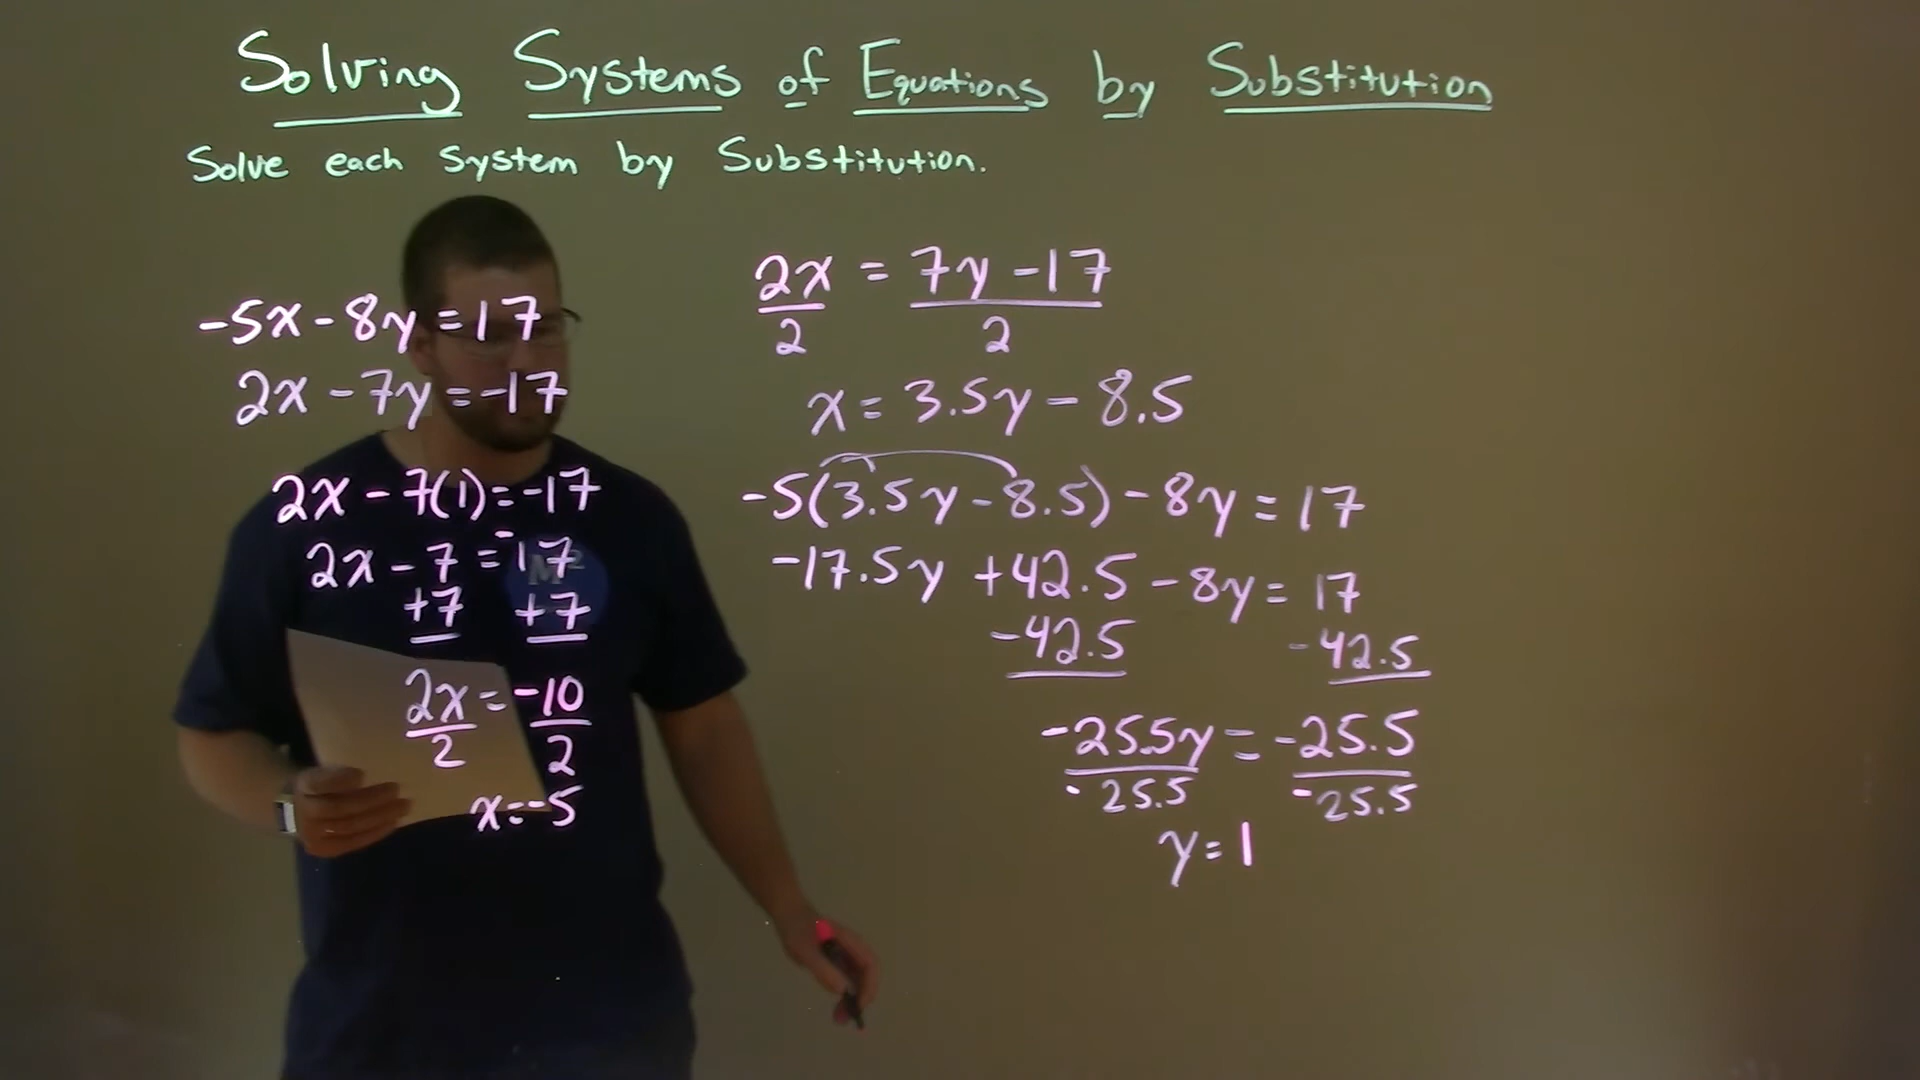 Solving Systems of Equations by Substitution
Solve each system by Substitution.
-5x - 8y = 17
2x - 7y = -17
2x - 7(1) = -17
2x - 7 = -17
+7 +7
2x = -10
2 2
x = -5
2x = 7y - 17
2 2
x = 3.5y - 8.5
-5(3.5y - 8.5) - 8y = 17
-17.5y + 42.5 - 8y = 17
-42.5 -42.5
-25.5y = -25.5
-25.5 -25.5
y = 1
M²